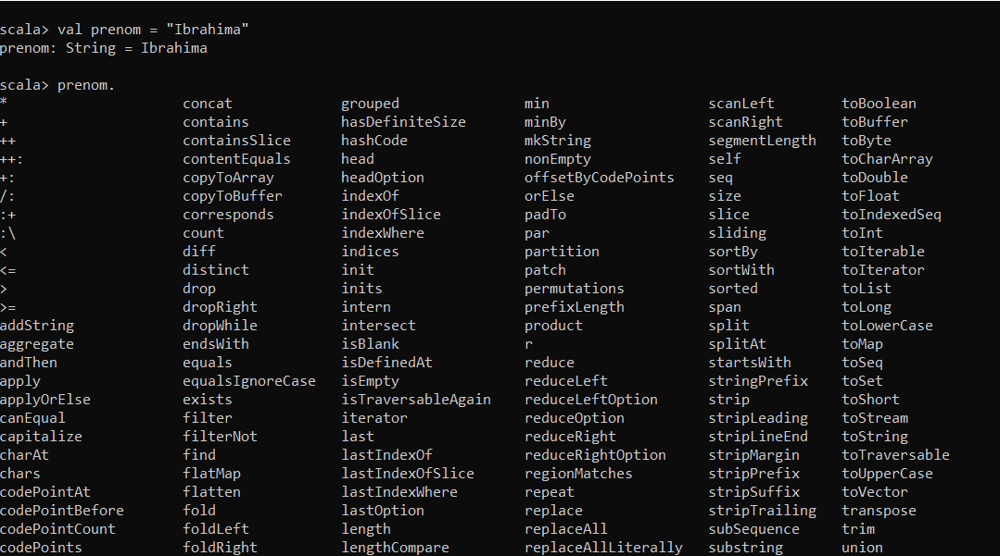 scala> val prenom = "Ibrahima"
prenom: String = Ibrahima
scala> prenom.
* concat grouped min scanLeft toBoolean
+ contains hasDefiniteSize minBy scanRight toBuffer
++ containsSlice hashCode mkString segmentLength toByte
++: contentEquals head nonEmpty self toCharArray
+: copyToArray headOption offsetByCodePoints seq toDouble
/: copyToBuffer indexOf orElse size toFloat
:+ corresponds indexOfSlice padTo slice toIndexedSeq
:\ count indexWhere par sliding toInt
< diff indices partition sortBy toIterable
<= distinct init patch sortWith toIterator
> drop inits permutations sorted toList
>= dropRight intern prefixLength span toLong
addString dropWhile intersect product split toLowerCase
aggregate endsWith isBlank r splitAt toMap
andThen equals isDefinedAt reduce startsWith toSeq
apply equalsIgnoreCase isEmpty reduceLeft stringPrefix toSet
applyOrElse exists isTraversableAgain reduceLeftOption strip toShort
canEqual filter iterator reduceOption stripLeading toStream
capitalize filterNot last reduceRight stripLineEnd toString
charAt find lastIndexOf reduceRightOption stripMargin toTraversable
chars flatMap lastIndexOfSlice regionMatches stripPrefix toUpperCase
codePointAt flatten lastIndexWhere repeat stripSuffix toVector
codePointBefore fold lastOption replace stripTrailing transpose
codePointCount foldLeft length replaceAll subSequence trim
codePoints foldRight lengthCompare replaceAllLiterally substring union